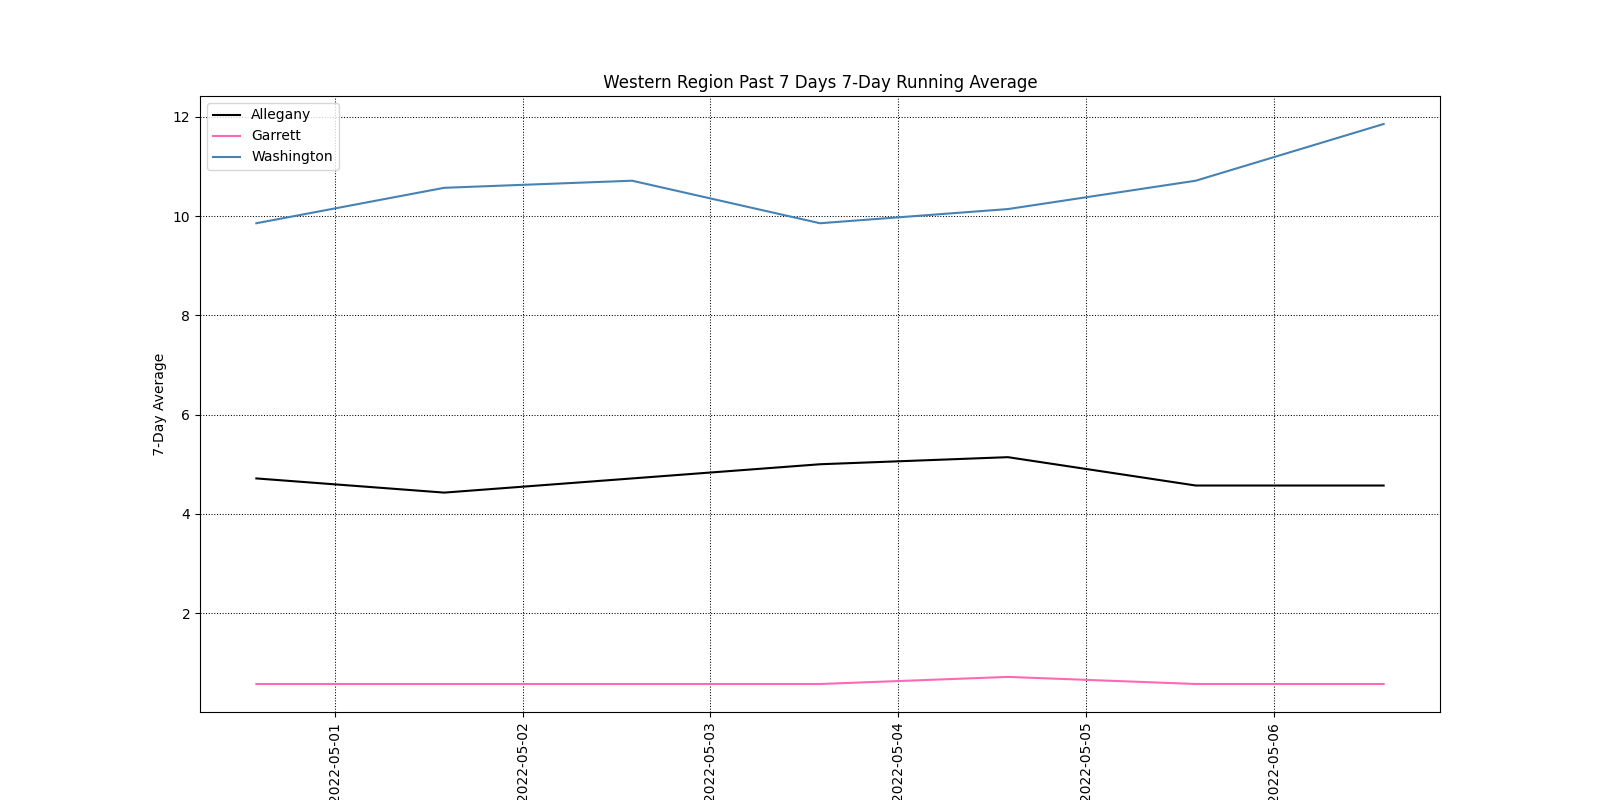 Western Region Past 7 Days 7-Day Running Average
Allegany
Garrett
Washington
12
10
8
6
4
2
7-Day Average
2022-05-01
2022-05-02
2022-05-03
2022-05-04
2022-05-05
2022-05-06